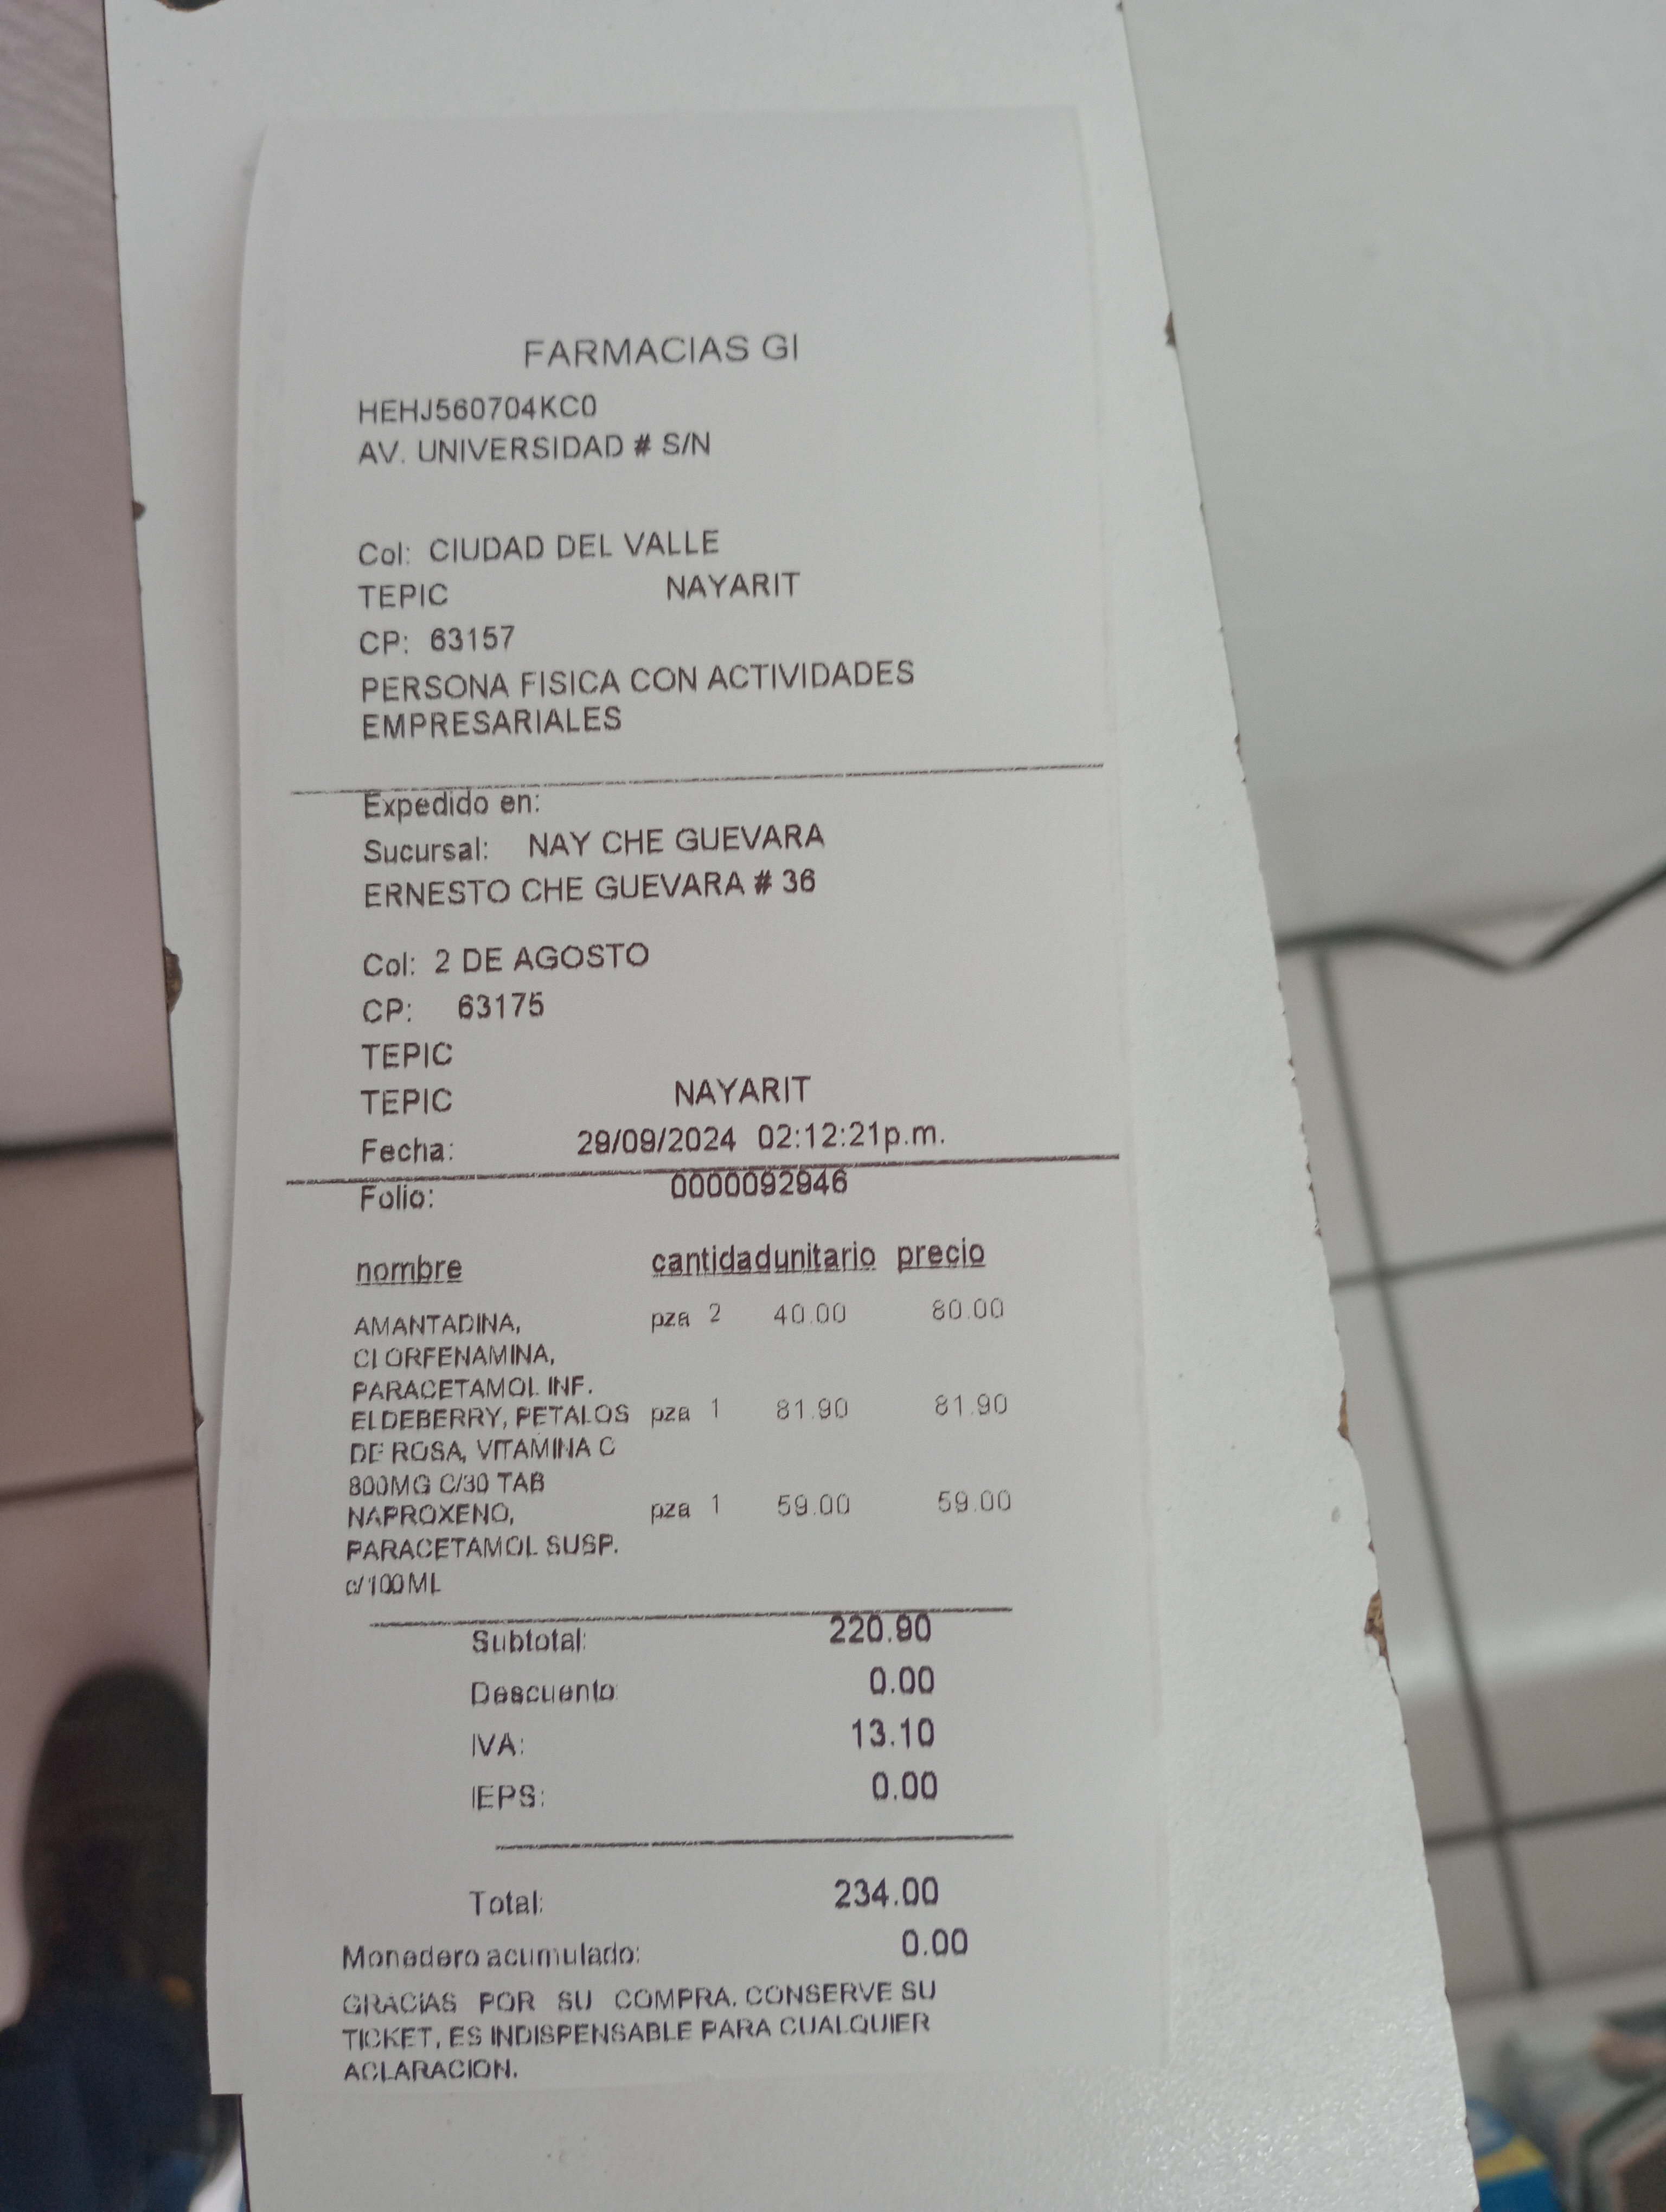 FARMACIAS GI
HEHJ560704KC0
AV. UNIVERSIDAD # S/N
Col: CIUDAD DEL VALLE
TEPIC NAYARIT
CP: 63157
PERSONA FISICA CON ACTIVIDADES
EMPRESARIALES
Expedido en:
Sucursal: NAY CHE GUEVARA
ERNESTO CHE GUEVARA # 36
Col: 2 DE AGOSTO
CP: 63175
TEPIC
TEPIC NAYARIT
Fecha: 29/09/2024 02:12:21p.m.
Folio: 0000092946
nombre cantidadunitario precio
AMANTADINA, pza 2 40.00 80.00
CLORFENAMINA,
PARACETAMOL INF.
ELDEBERRY, PETALOS pza 1 81.90 81.90
DE ROSA, VITAMINA C
800MG C/30 TAB
NAPROXENO, pza 1 59.00 59.00
PARACETAMOL SUSP.
c/100ML
Subtotal: 220.90
Descuento: 0.00
IVA: 13.10
IEPS: 0.00
Total: 234.00
Monedero acumulado: 0.00
GRACIAS POR SU COMPRA. CONSERVE SU
TICKET, ES INDISPENSABLE PARA CUALQUIER
ACLARACION.